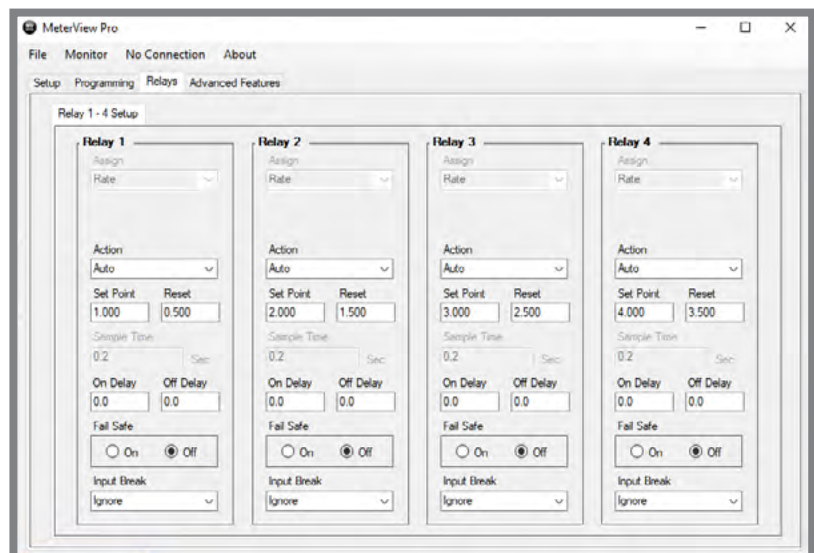 MeterView Pro
File Monitor No Connection About
Setup Programming Relays Advanced Features
Relay 1 - 4 Setup
Relay 1
Assign
Rate
Action
Auto
Set Point Reset
1.000 0.500
Sample Time
0.2 Sec
On Delay Off Delay
0.0 0.0
Fail Safe
On Off
Input Break
Ignore
Relay 2
Assign
Rate
Action
Auto
Set Point Reset
2.000 1.500
Sample Time
0.2 Sec
On Delay Off Delay
0.0 0.0
Fail Safe
On Off
Input Break
Ignore
Relay 3
Assign
Rate
Action
Auto
Set Point Reset
3.000 2.500
Sample Time
0.2 Sec
On Delay Off Delay
0.0 0.0
Fail Safe
On Off
Input Break
Ignore
Relay 4
Assign
Rate
Action
Auto
Set Point Reset
4.000 3.500
Sample Time
0.2 Sec
On Delay Off Delay
0.0 0.0
Fail Safe
On Off
Input Break
Ignore